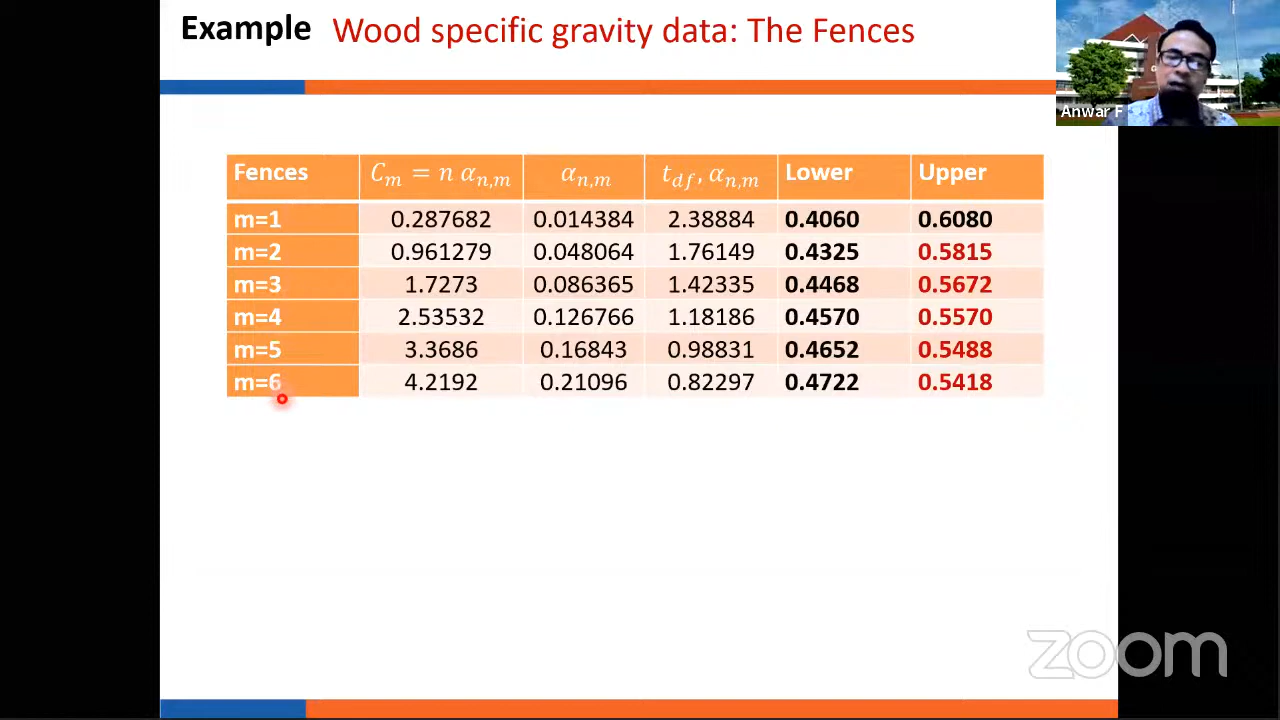 Example Wood specific gravity data: The Fences
Anwar F
Fences C_m = n α_{n,m} α_{n,m} t_{df}, α_{n,m} Lower Upper
m=1 0.287682 0.014384 2.38884 0.4060 0.6080
m=2 0.961279 0.048064 1.76149 0.4325 0.5815
m=3 1.7273 0.086365 1.42335 0.4468 0.5672
m=4 2.53532 0.126766 1.18186 0.4570 0.5570
m=5 3.3686 0.16843 0.98831 0.4652 0.5488
m=6 4.2192 0.21096 0.82297 0.4722 0.5418
zoom